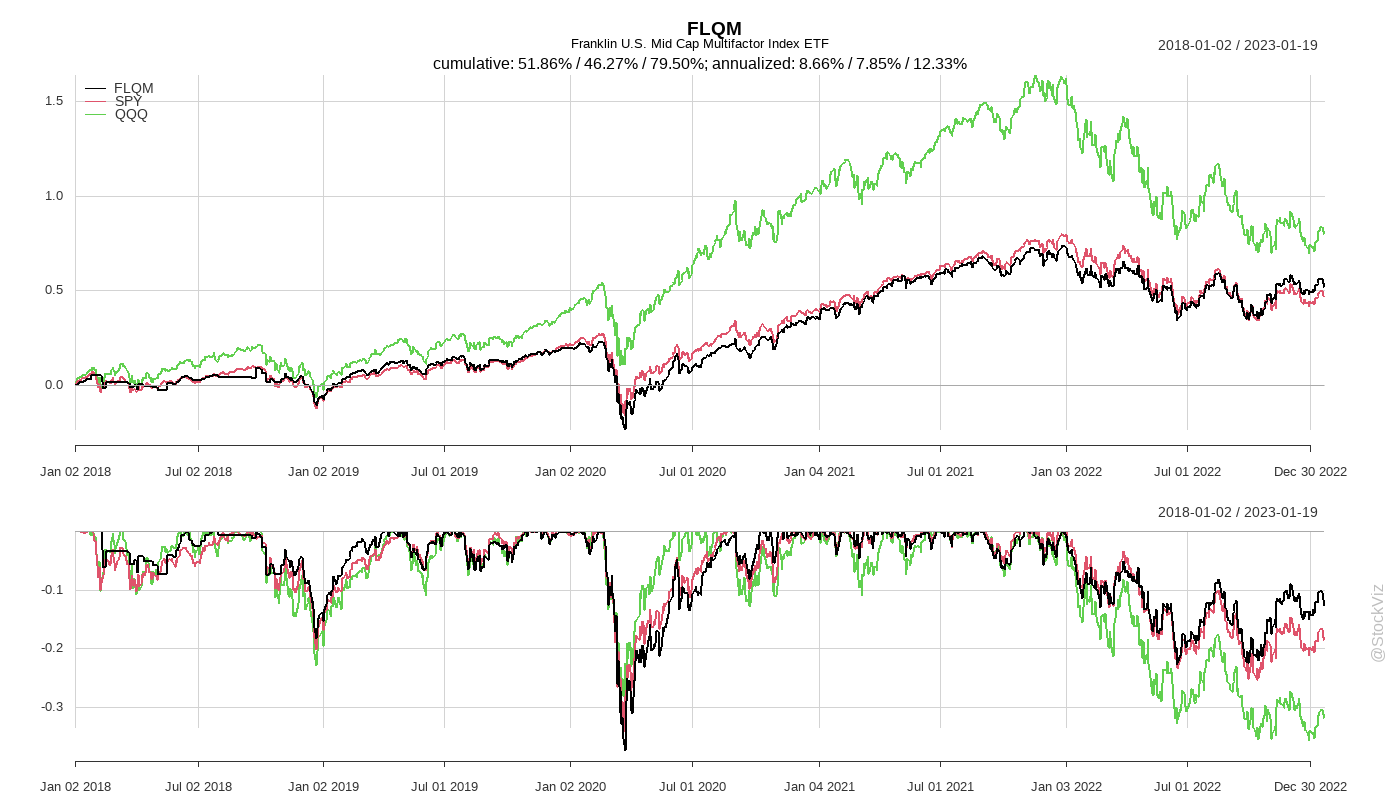 FLQM
Franklin U.S. Mid Cap Multifactor Index ETF
2018-01-02 / 2023-01-19
cumulative: 51.86% / 46.27% / 79.50%; annualized: 8.66% / 7.85% / 12.33%
FLQM
SPY
QQQ
1.5
1.0
0.5
0.0
Jan 02 2018 Jul 02 2018 Jan 02 2019 Jul 01 2019 Jan 02 2020 Jul 01 2020 Jan 04 2021 Jul 01 2021 Jan 03 2022 Jul 01 2022 Dec 30 2022
2018-01-02 / 2023-01-19
-0.1
-0.2
-0.3
Jan 02 2018 Jul 02 2018 Jan 02 2019 Jul 01 2019 Jan 02 2020 Jul 01 2020 Jan 04 2021 Jul 01 2021 Jan 03 2022 Jul 01 2022 Dec 30 2022
@StockViz